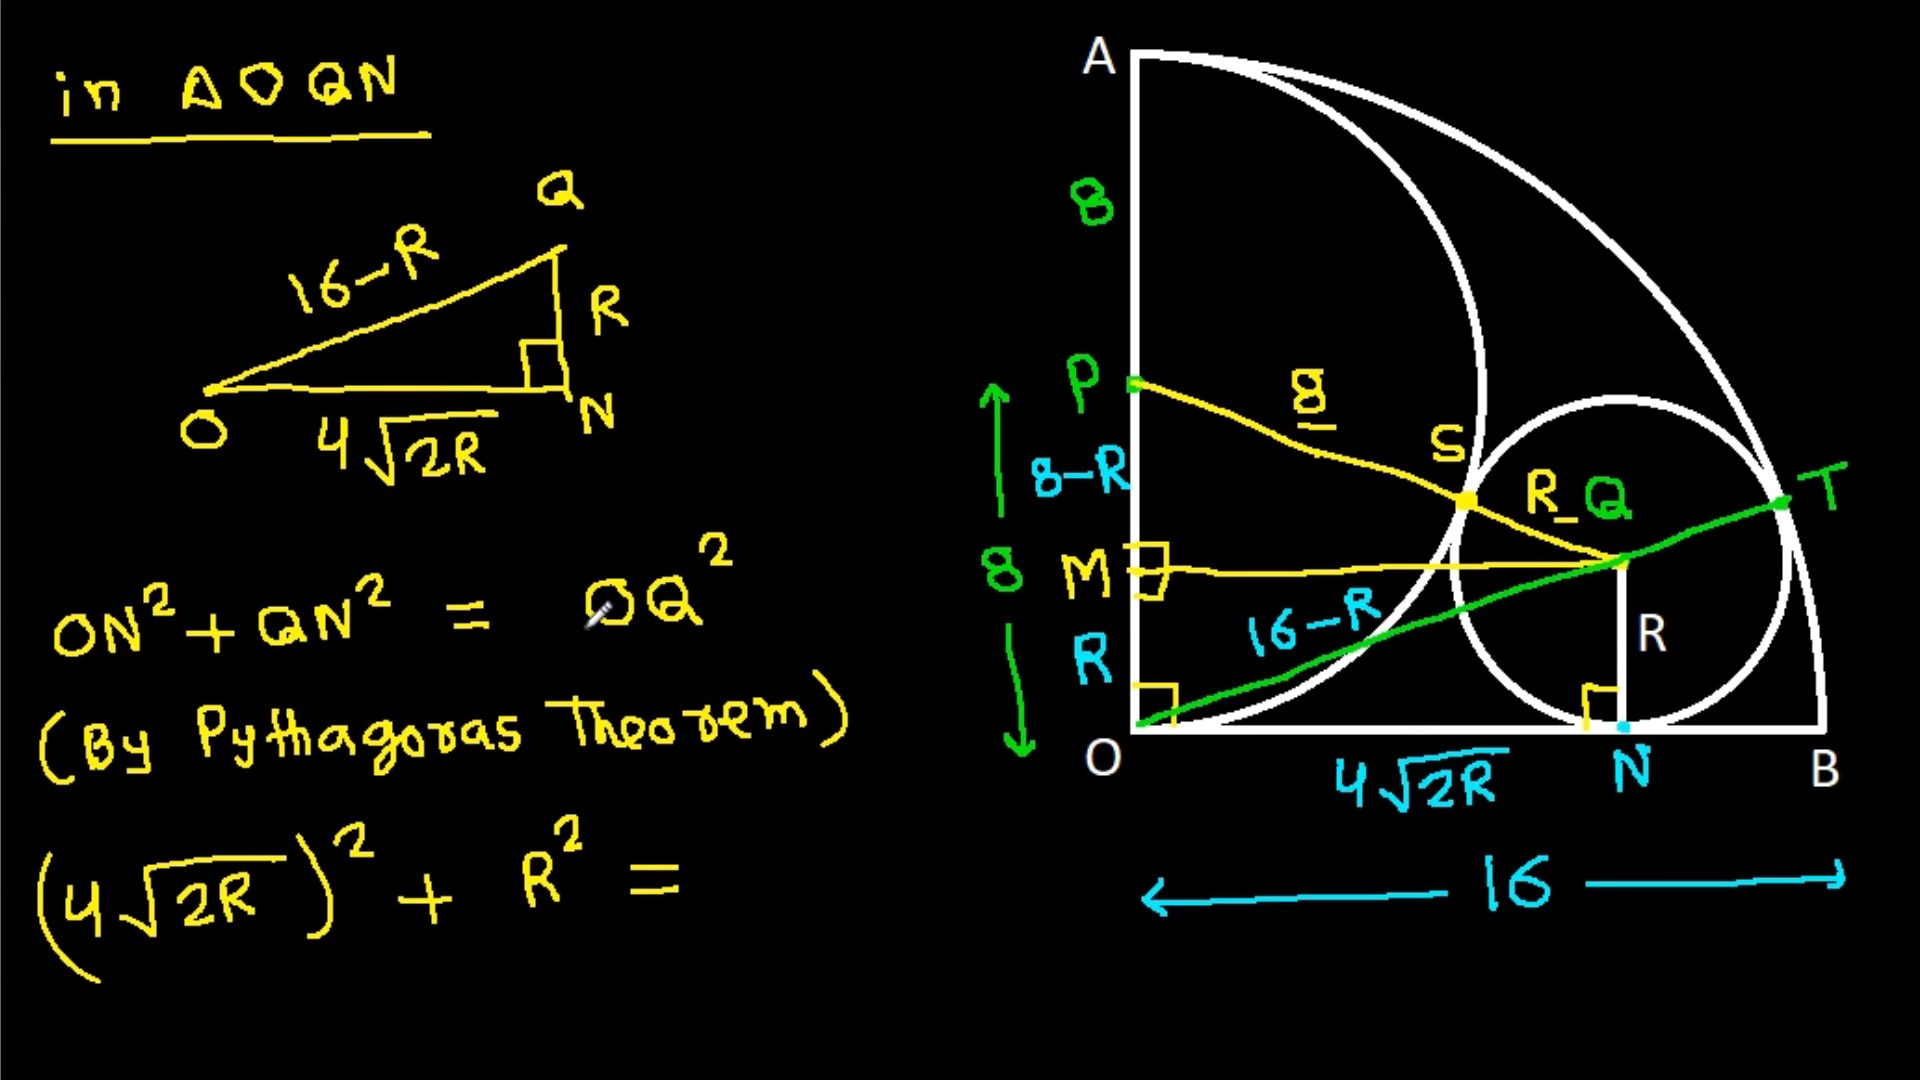 in △OQN
Q
16-R
R
O
N
4√2R
ON² + QN² = OQ²
(By Pythagoras Theorem)
(4√2R)² + R² =
A
8
P
8
S
8-R
R
Q
T
8
M
16-R
R
R
O
4√2R
N
B
16